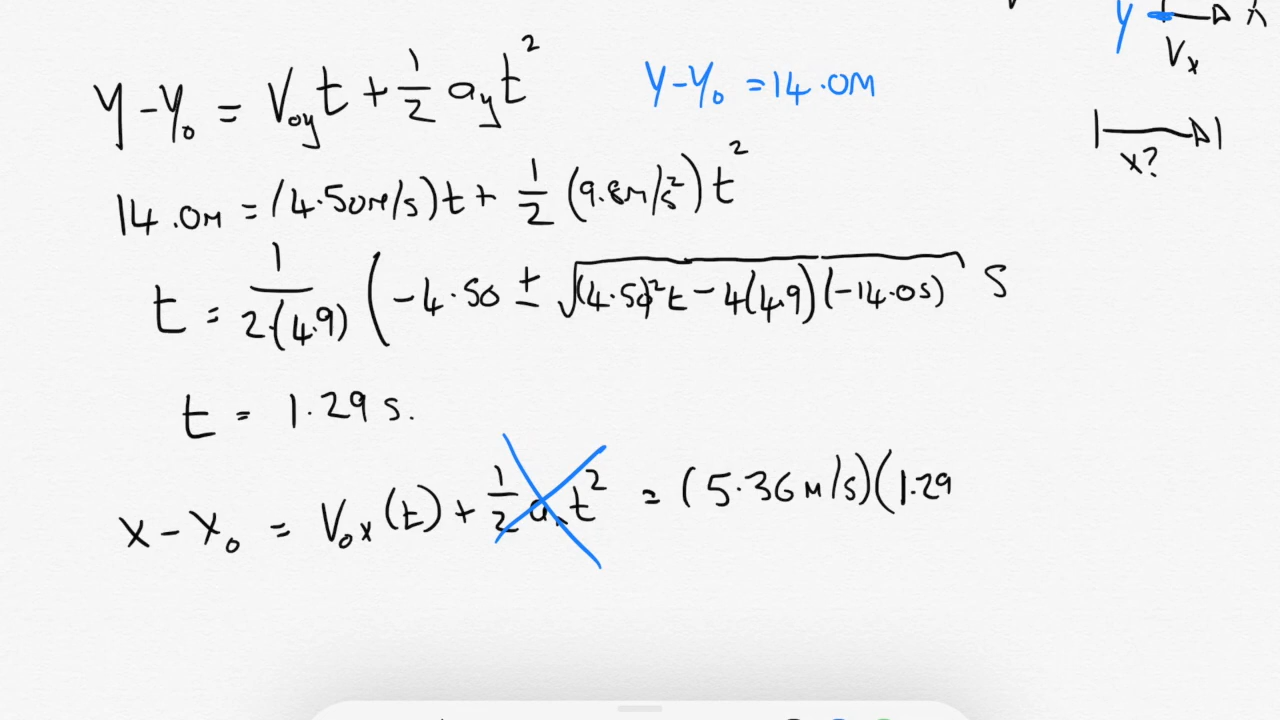 y x
Vx
y-y₀ = V₀yt + 1/2 ayt² y-y₀ = 14.0m
x?
14.0m = (4.50m/s)t + 1/2 (9.8m/s²)t²
t = 1/2·(4.9) (-4.50 ± √(4.50)²t - 4(4.9)(-14.0s) s
t = 1.29 s.
x - x₀ = V₀x(t) + 1/2 aₓt² = (5.36m/s)(1.29